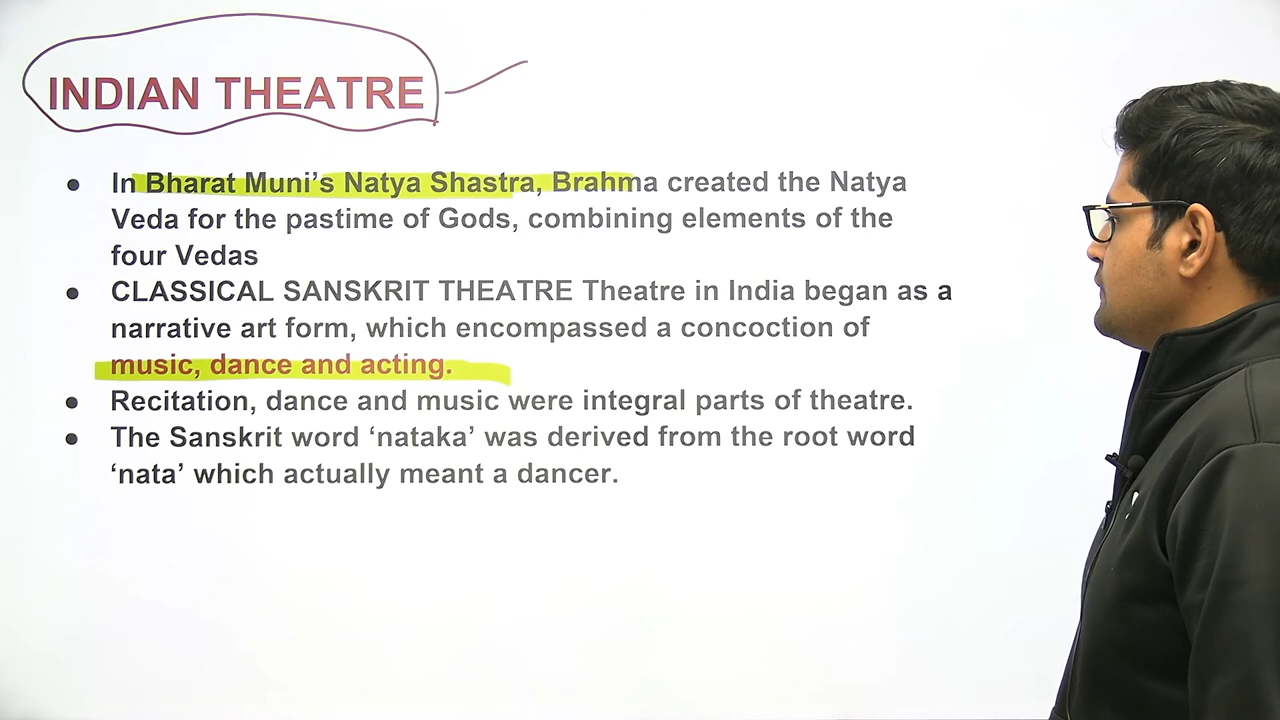 INDIAN THEATRE
● In Bharat Muni's Natya Shastra, Brahma created the Natya
Veda for the pastime of Gods, combining elements of the
four Vedas
● CLASSICAL SANSKRIT THEATRE Theatre in India began as a
narrative art form, which encompassed a concoction of
music, dance and acting.
● Recitation, dance and music were integral parts of theatre.
● The Sanskrit word ‘nataka’ was derived from the root word
‘nata’ which actually meant a dancer.